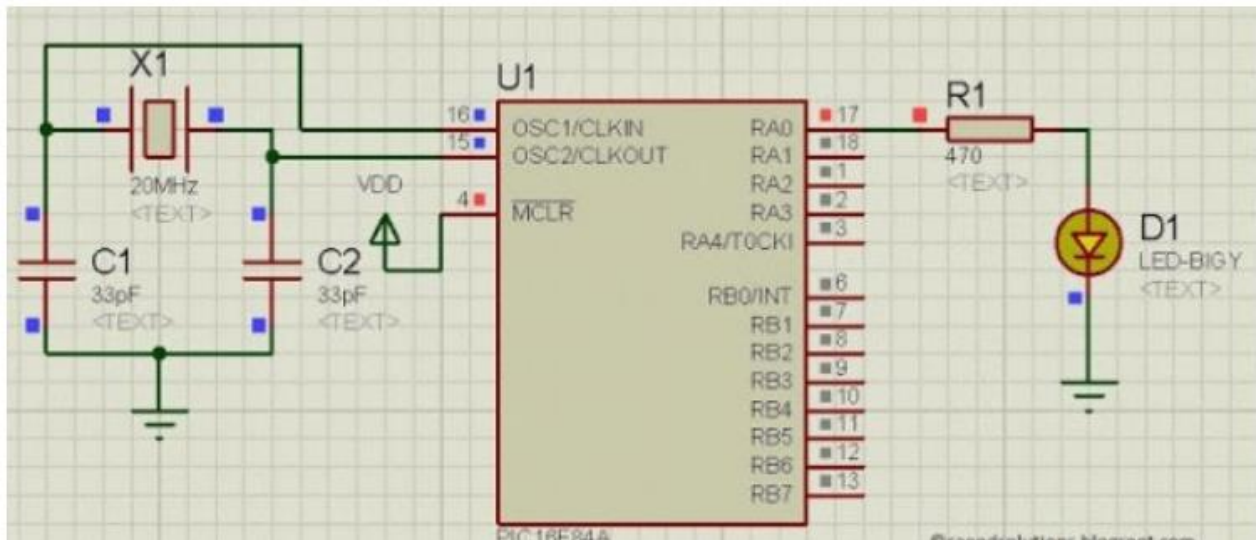 X1
20MHz
<TEXT>
C1
33pF
<TEXT>
C2
33pF
<TEXT>
VDD
U1
16
15
4
OSC1/CLKIN
OSC2/CLKOUT
MCLR
RA0
RA1
RA2
RA3
RA4/T0CKI
RB0/INT
RB1
RB2
RB3
RB4
RB5
RB6
RB7
17
18
1
2
3
6
7
8
9
10
11
12
13
PIC16F84A
R1
470
<TEXT>
D1
LED-BIGY
<TEXT>